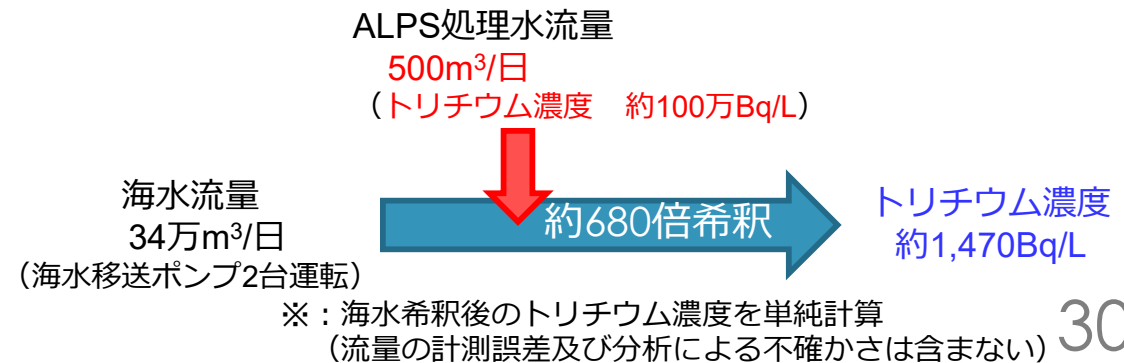 ALPS処理水流量
500m³/日
（トリチウム濃度　約100万Bq/L）
海水流量
34万m³/日
（海水移送ポンプ2台運転）
約680倍希釈
トリチウム濃度
約1,470Bq/L
※：海水希釈後のトリチウム濃度を単純計算
（流量の計測誤差及び分析による不確かさは含まない）
30